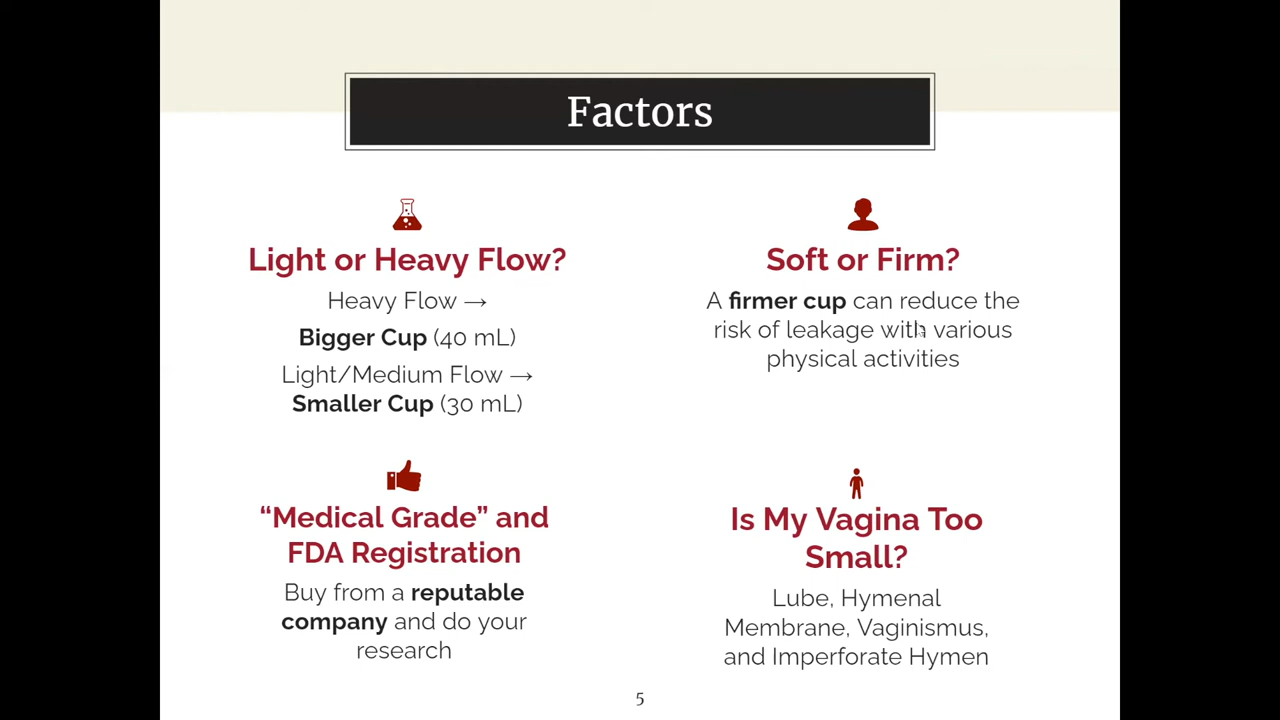 Factors
Light or Heavy Flow?
Heavy Flow →
Bigger Cup (40 mL)
Light/Medium Flow →
Smaller Cup (30 mL)
Soft or Firm?
A firmer cup can reduce the
risk of leakage with various
physical activities
“Medical Grade” and
FDA Registration
Buy from a reputable
company and do your
research
Is My Vagina Too
Small?
Lube, Hymenal
Membrane, Vaginismus,
and Imperforate Hymen
5